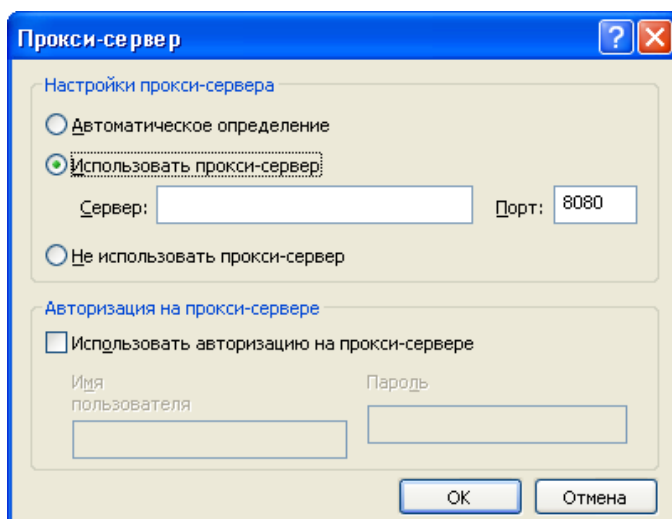 Прокси-сервер
Настройки прокси-сервера
Автоматическое определение
Использовать прокси-сервер
Сервер: Порт: 8080
Не использовать прокси-сервер
Авторизация на прокси-сервере
Использовать авторизацию на прокси-сервере
Имя пользователя
Пароль
OK Отмена